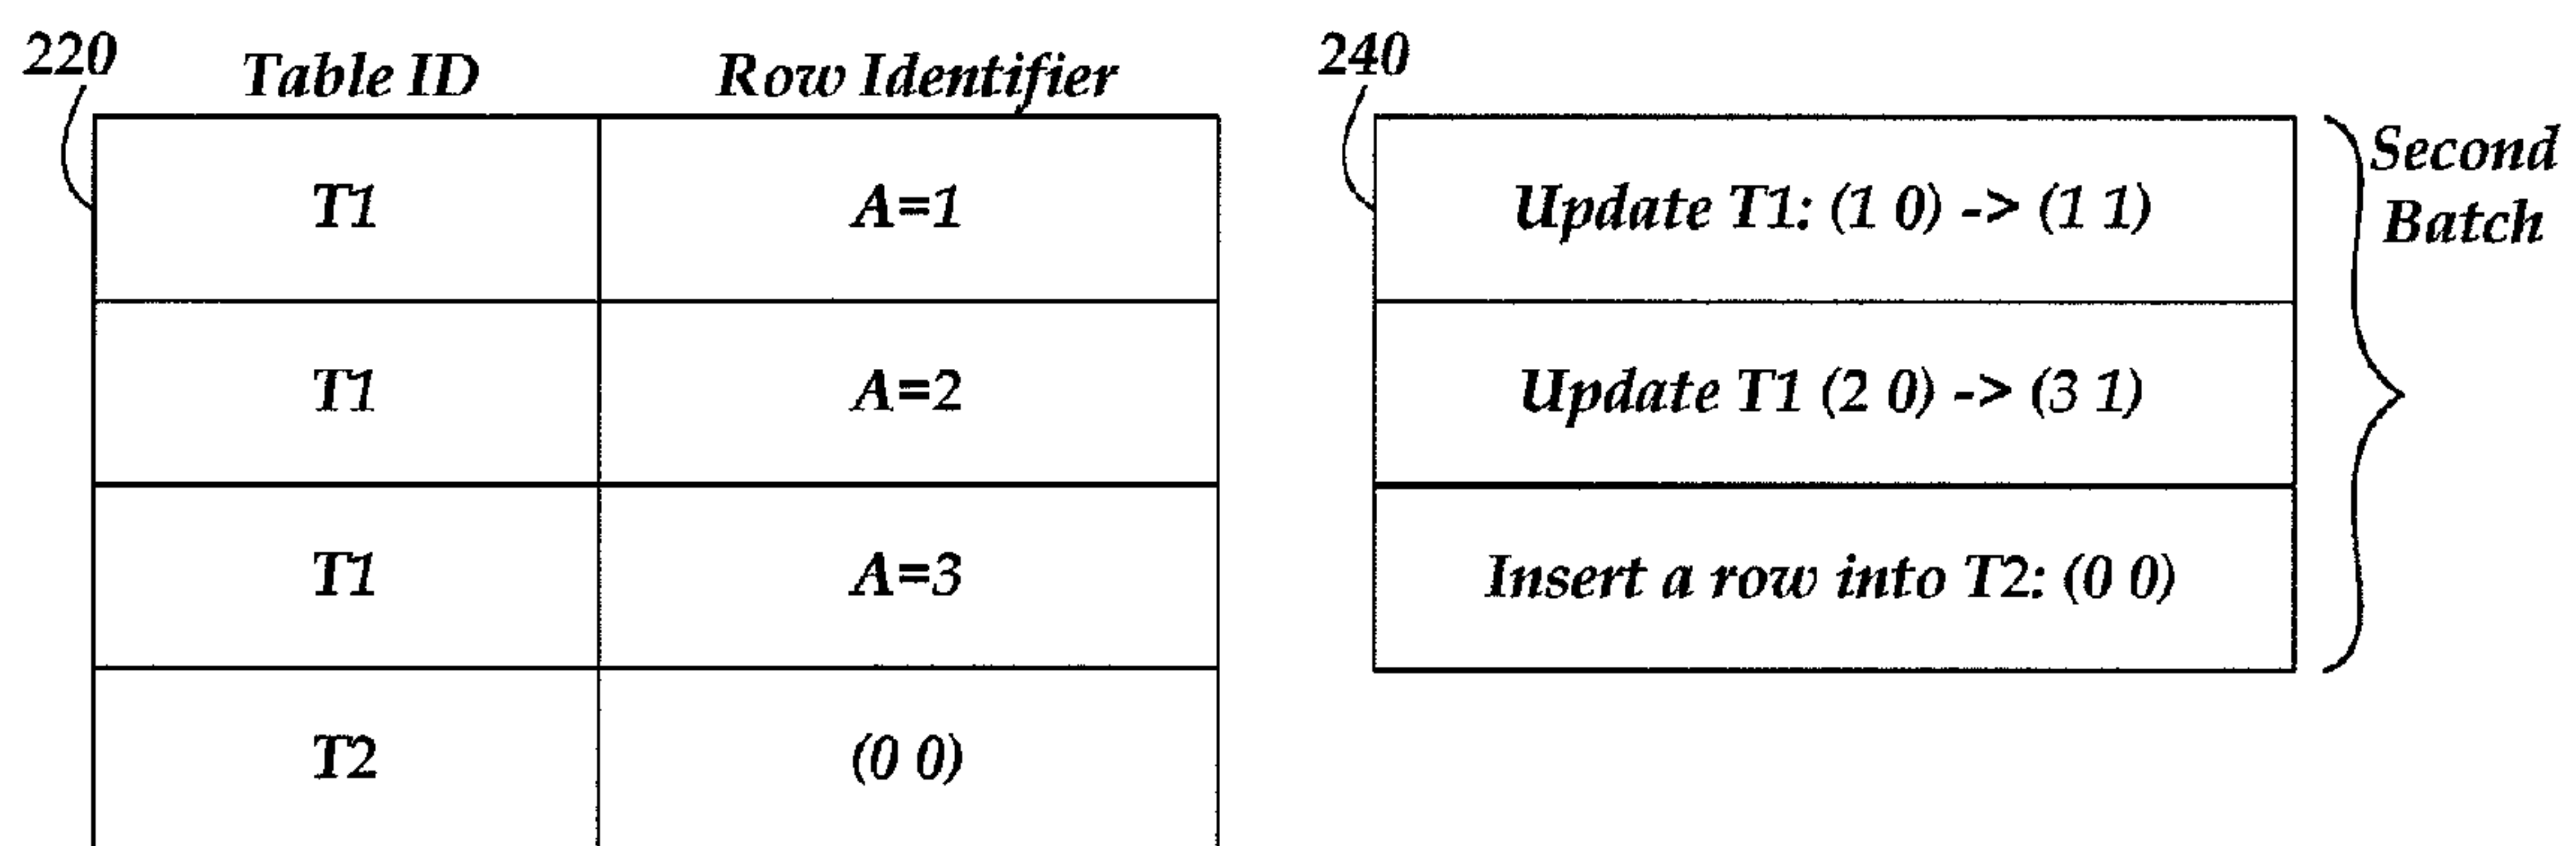 220 Table ID Row Identifier
T1 A=1
T1 A=2
T1 A=3
T2 (0 0)
240
Update T1: (1 0) -> (1 1)
Update T1 (2 0) -> (3 1)
Insert a row into T2: (0 0)
Second
Batch